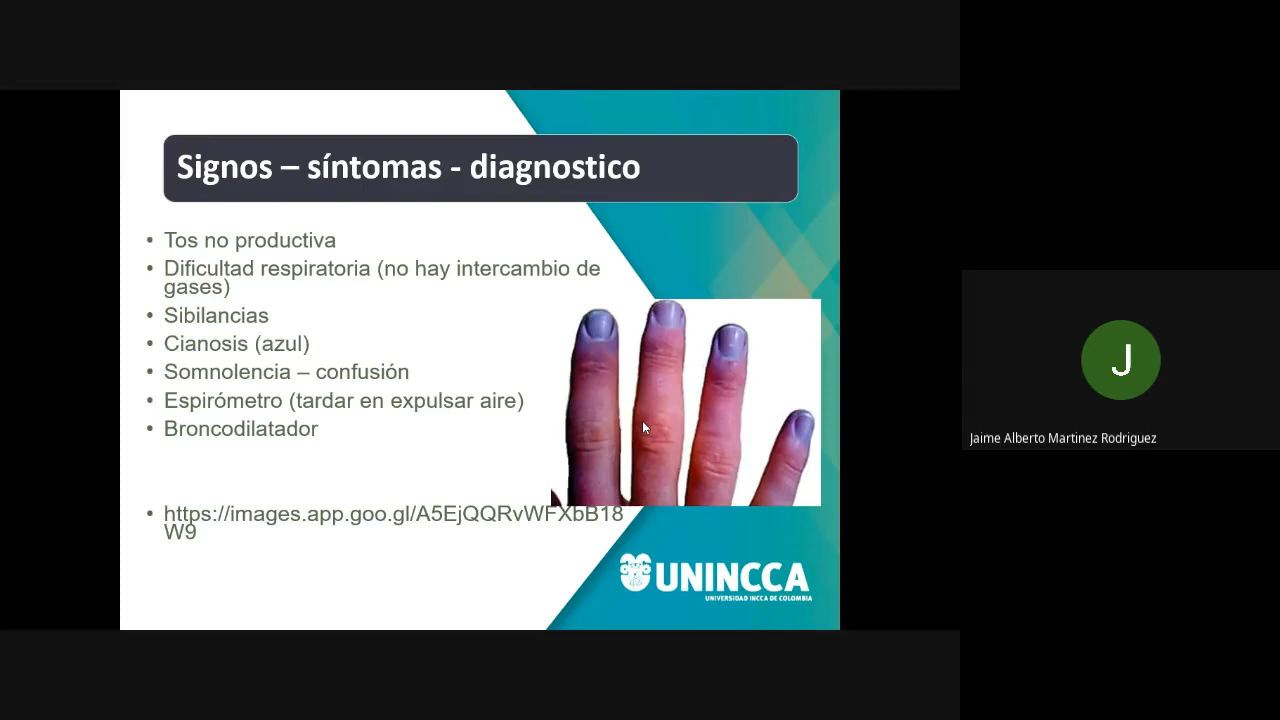 Signos – síntomas - diagnostico
• Tos no productiva
• Dificultad respiratoria (no hay intercambio de
gases)
• Sibilancias
• Cianosis (azul)
• Somnolencia – confusión
• Espirómetro (tardar en expulsar aire)
• Broncodilatador
• https://images.app.goo.gl/A5EjQQRvWFXbB18
W9
UNINCCA
UNIVERSIDAD INCCA DE COLOMBIA
J
Jaime Alberto Martinez Rodriguez